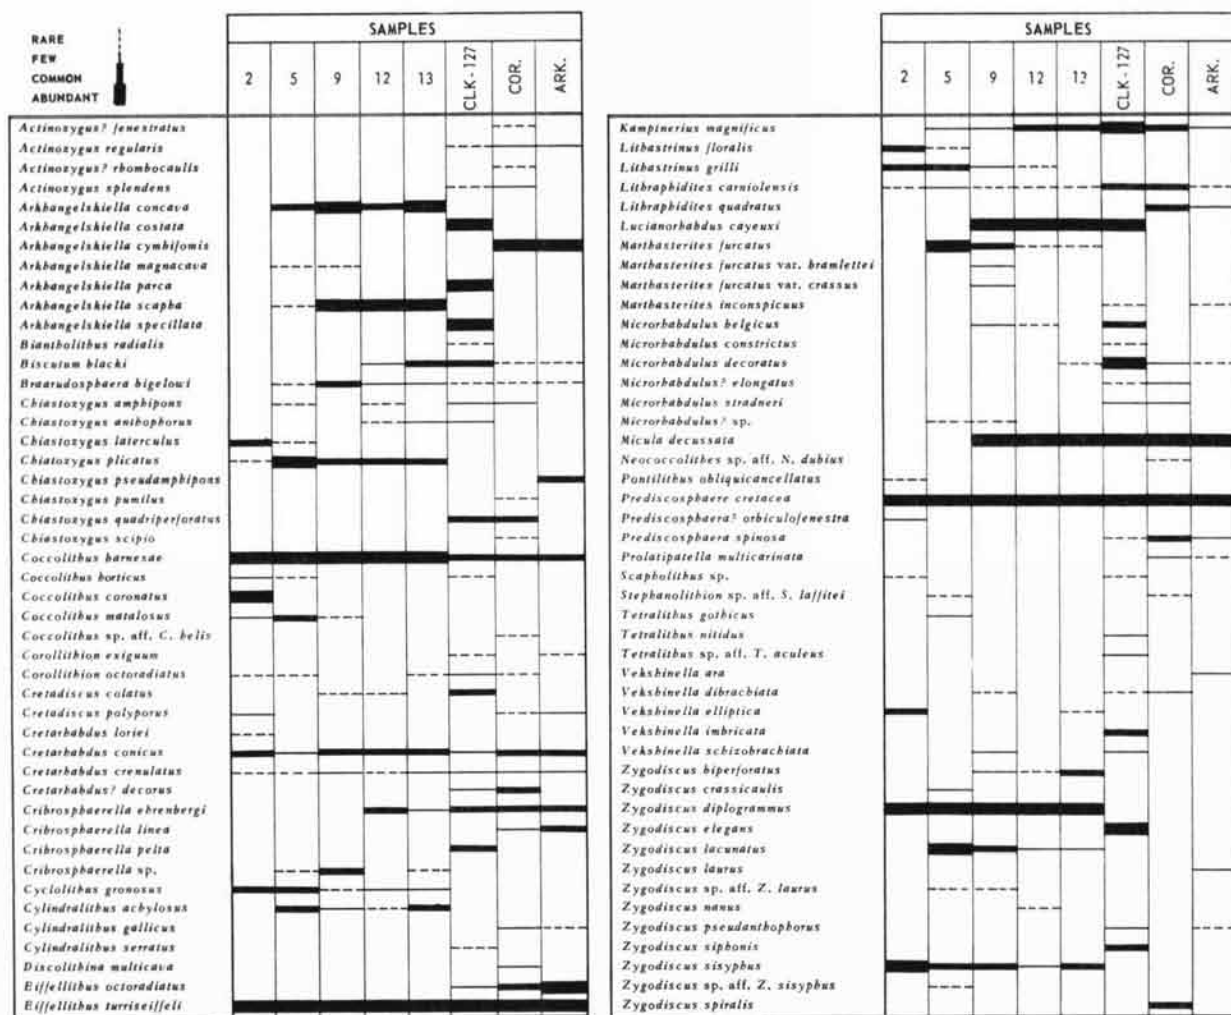 RARE
FEW
COMMON
ABUNDANT
SAMPLES
2 5 9 12 13 CLK-127 COR. ARK.
Actinozygus? fenestratus
Actinozygus regularis
Actinozygus? rhombocaulis
Actinozygus splendens
Arkhangelskiella concava
Arkhangelskiella costata
Arkhangelskiella cymbifomis
Arkhangelskiella magnacava
Arkhangelskiella parca
Arkhangelskiella scapha
Arkhangelskiella specillata
Biantholithus radialis
Biscutum blacki
Braarudosphaera bigelowi
Chiastozygus amphipons
Chiastozygus anthophorus
Chiastozygus laterculus
Chiatozygus plicatus
Chiastozygus pseudamphipons
Chiastozygus pumilus
Chiastozygus quadriperforatus
Chiastozygus scipio
Coccolithus barnesae
Coccolithus horticus
Coccolithus coronatus
Coccolithus matalosus
Coccolithus sp. aff. C. helis
Corollithion exiguum
Corollithion octoradiatus
Cretadiscus colatus
Cretadiscus polyporus
Cretarhabdus loriei
Cretarhabdus conicus
Cretarhabdus crenulatus
Cretarhabdus? decorus
Cribrosphaerella ehrenbergi
Cribrosphaerella linea
Cribrosphaerella pelta
Cribrosphaerella sp.
Cyclolithus gronosus
Cylindralithus achylosus
Cylindralithus gallicus
Cylindralithus serratus
Discolithina multicava
Eiffellithus octoradiatus
Eiffellithus turriseiffeli
SAMPLES
2 5 9 12 13 CLK-127 COR. ARK.
Kamptnerius magnificus
Lithastrinus floralis
Lithastrinus grilli
Lithraphidites carniolensis
Lithraphidites quadratus
Lucianorhabdus cayeuxi
Marthasterites furcatus
Marthasterites furcatus var. bramlettei
Marthasterites furcatus var. crassus
Marthasterites inconspicuus
Microrhabdulus belgicus
Microrhabdulus constrictus
Microrhabdulus decoratus
Microrhabdulus? elongatus
Microrhabdulus stradneri
Microrhabdulus? sp.
Micula decussata
Neococcolithes sp. aff. N. dubius
Pontilithus obliquicancellatus
Prediscosphaere cretacea
Prediscosphaera? orbiculofenestra
Prediscosphaera spinosa
Prolatipatella multicarinata
Scapholithus sp.
Stephanolithion sp. aff. S. laffitei
Tetralithus gothicus
Tetralithus nitidus
Tetralithus sp. aff. T. aculeus
Vekshinella ara
Vekshinella dibrachiata
Vekshinella elliptica
Vekshinella imbricata
Vekshinella schizobrachiata
Zygodiscus biperforatus
Zygodiscus crassicaulis
Zygodiscus diplogrammus
Zygodiscus elegans
Zygodiscus lacunatus
Zygodiscus laurus
Zygodiscus sp. aff. Z. laurus
Zygodiscus nanus
Zygodiscus pseudanthophorus
Zygodiscus siphonis
Zygodiscus sisyphus
Zygodiscus sp. aff. Z. sisyphus
Zygodiscus spiralis